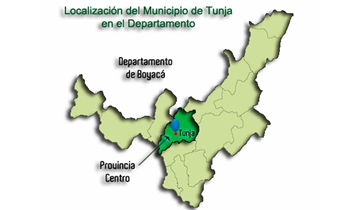 Localización del Municipio de Tunja
en el Departamento
Departamento
de Boyacá
Tunja
Provincia
Centro